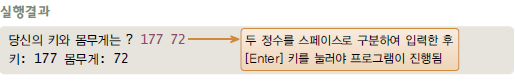 실행결과
당신의 키와 몸무게는 ? 177 72
키: 177 몸무게: 72
두 정수를 스페이스로 구분하여 입력한 후
[Enter] 키를 눌러야 프로그램이 진행됨